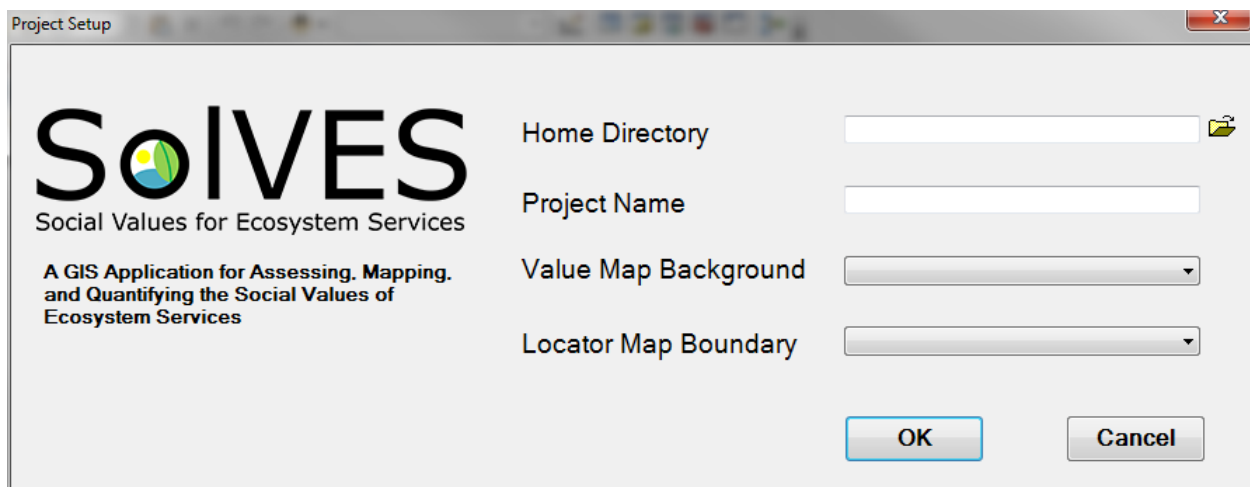 Project Setup
SolVES
Social Values for Ecosystem Services
A GIS Application for Assessing, Mapping,
and Quantifying the Social Values of
Ecosystem Services
Home Directory
Project Name
Value Map Background
Locator Map Boundary
OK
Cancel